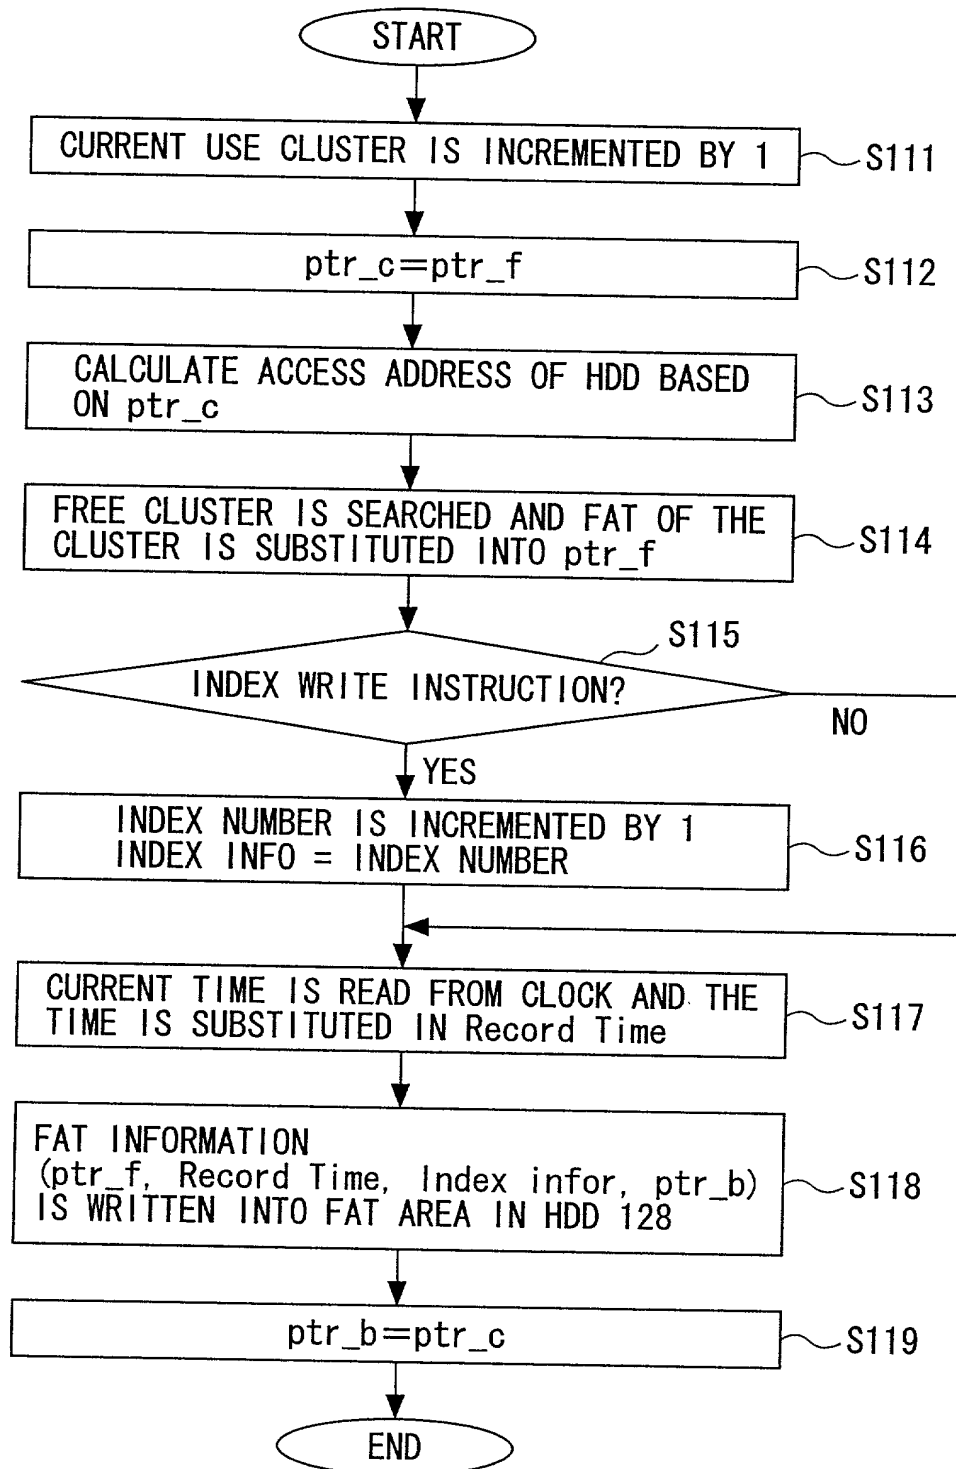 START
CURRENT USE CLUSTER IS INCREMENTED BY 1
S111
ptr_c=ptr_f
S112
CALCULATE ACCESS ADDRESS OF HDD BASED
ON ptr_c
S113
FREE CLUSTER IS SEARCHED AND FAT OF THE
CLUSTER IS SUBSTITUTED INTO ptr_f
S114
S115
INDEX WRITE INSTRUCTION?
NO
YES
INDEX NUMBER IS INCREMENTED BY 1
INDEX INFO = INDEX NUMBER
S116
CURRENT TIME IS READ FROM CLOCK AND THE
TIME IS SUBSTITUTED IN Record Time
S117
FAT INFORMATION
(ptr_f, Record Time, Index infor, ptr_b)
IS WRITTEN INTO FAT AREA IN HDD 128
S118
ptr_b=ptr_c
S119
END